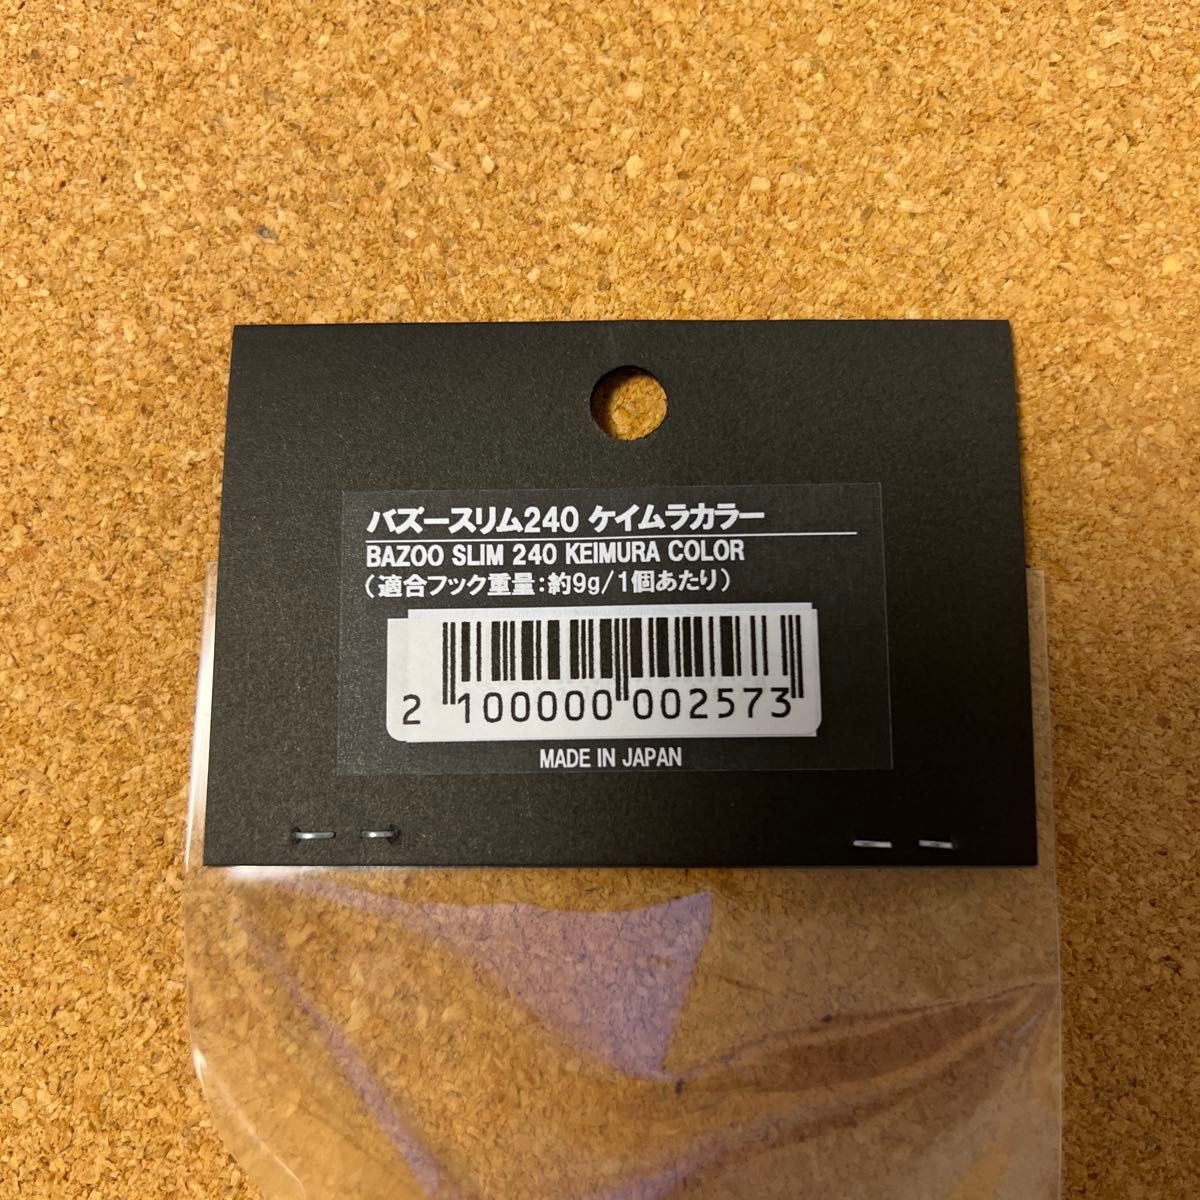 バズースリム240 ケイムラカラー
BAZOO SLIM 240 KEIMURA COLOR
（適合フック重量：約9g/1個あたり）
2 100000 002573
MADE IN JAPAN